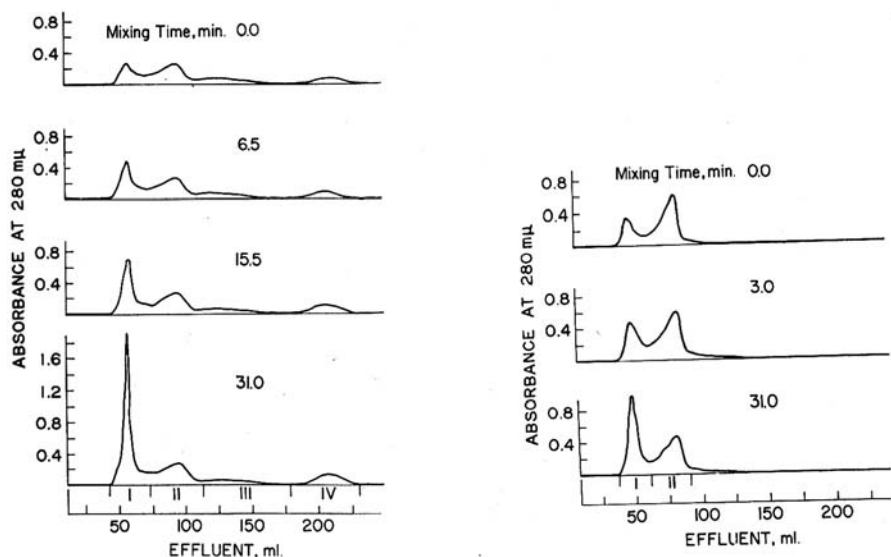 ABSORBANCE AT 280 mμ
Mixing Time, min. 0.0
0.8
0.4
6.5
0.8
0.4
15.5
0.8
0.4
31.0
1.6
1.2
0.8
0.4
I II III IV
50 100 150 200
EFFLUENT, ml.
ABSORBANCE AT 280 mμ
Mixing Time, min. 0.0
0.8
0.4
3.0
0.8
0.4
31.0
0.8
0.4
I II
50 100 150 200
EFFLUENT, ml.